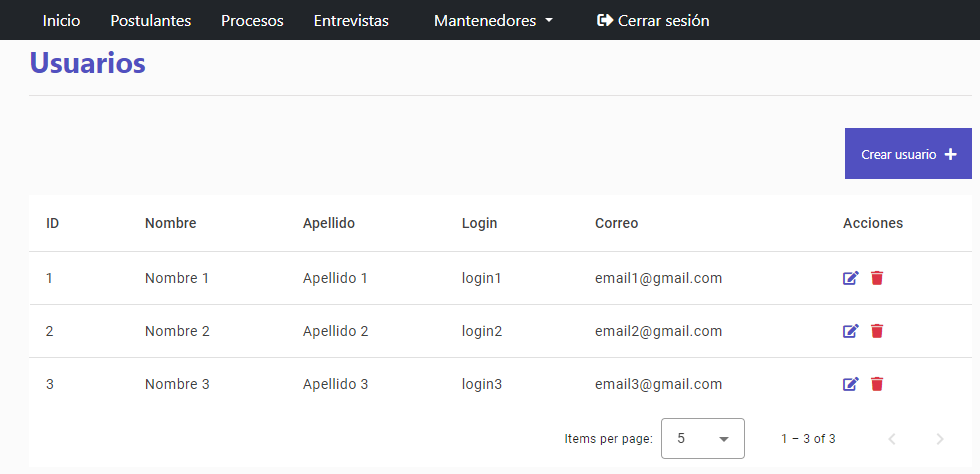 Inicio Postulantes Procesos Entrevistas Mantenedores Cerrar sesión
Usuarios
Crear usuario
ID Nombre Apellido Login Correo Acciones
1 Nombre 1 Apellido 1 login1 email1@gmail.com
2 Nombre 2 Apellido 2 login2 email2@gmail.com
3 Nombre 3 Apellido 3 login3 email3@gmail.com
Items per page: 5 1 – 3 of 3